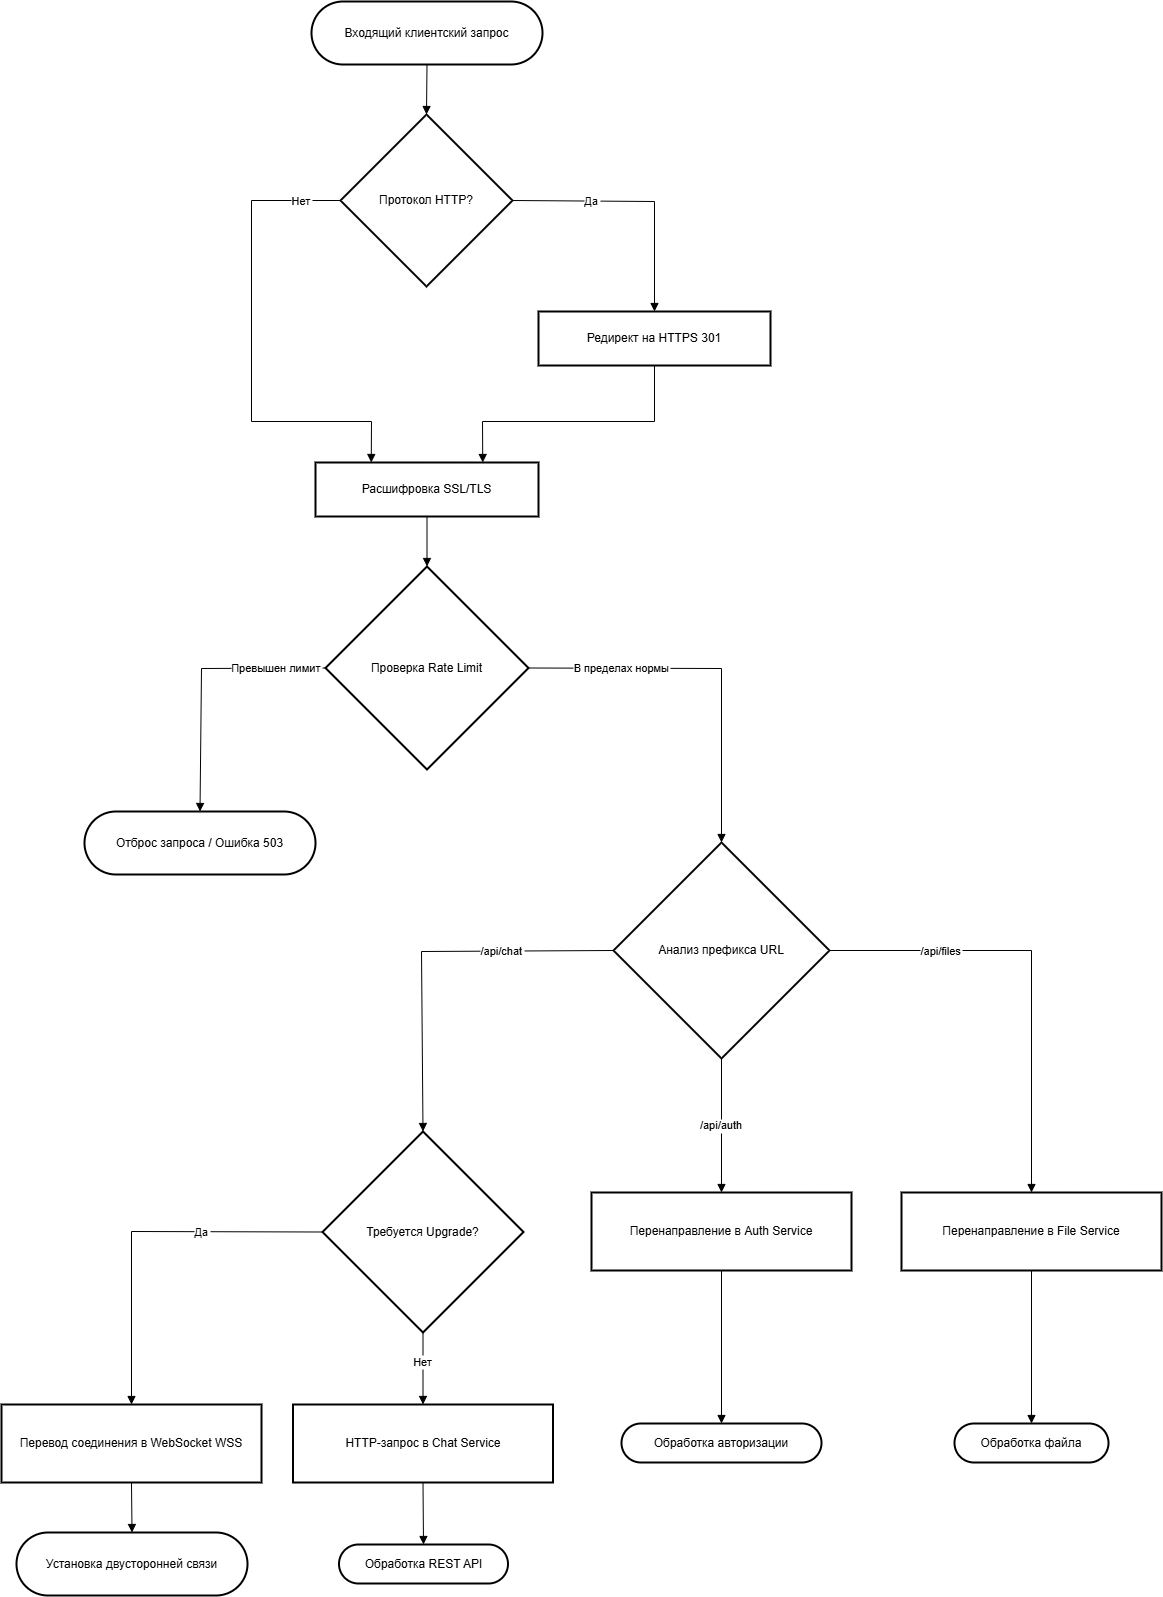 Входящий клиентский запрос
Протокол HTTP?
Нет
Да
Редирект на HTTPS 301
Расшифровка SSL/TLS
Проверка Rate Limit
Превышен лимит
В пределах нормы
Отброс запроса / Ошибка 503
Анализ префикса URL
/api/chat
/api/files
/api/auth
Требуется Upgrade?
Перенаправление в Auth Service
Перенаправление в File Service
Да
Нет
Перевод соединения в WebSocket WSS
HTTP-запрос в Chat Service
Обработка авторизации
Обработка файла
Установка двусторонней связи
Обработка REST API